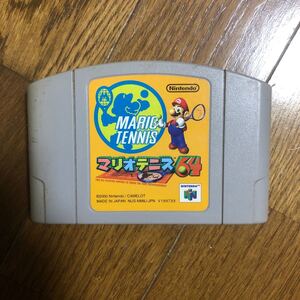 Nintendo
MARIO
TENNIS
マリオテニス64
©2000 Nintendo / CAMELOT
MADE IN JAPAN
NINTENDO 64